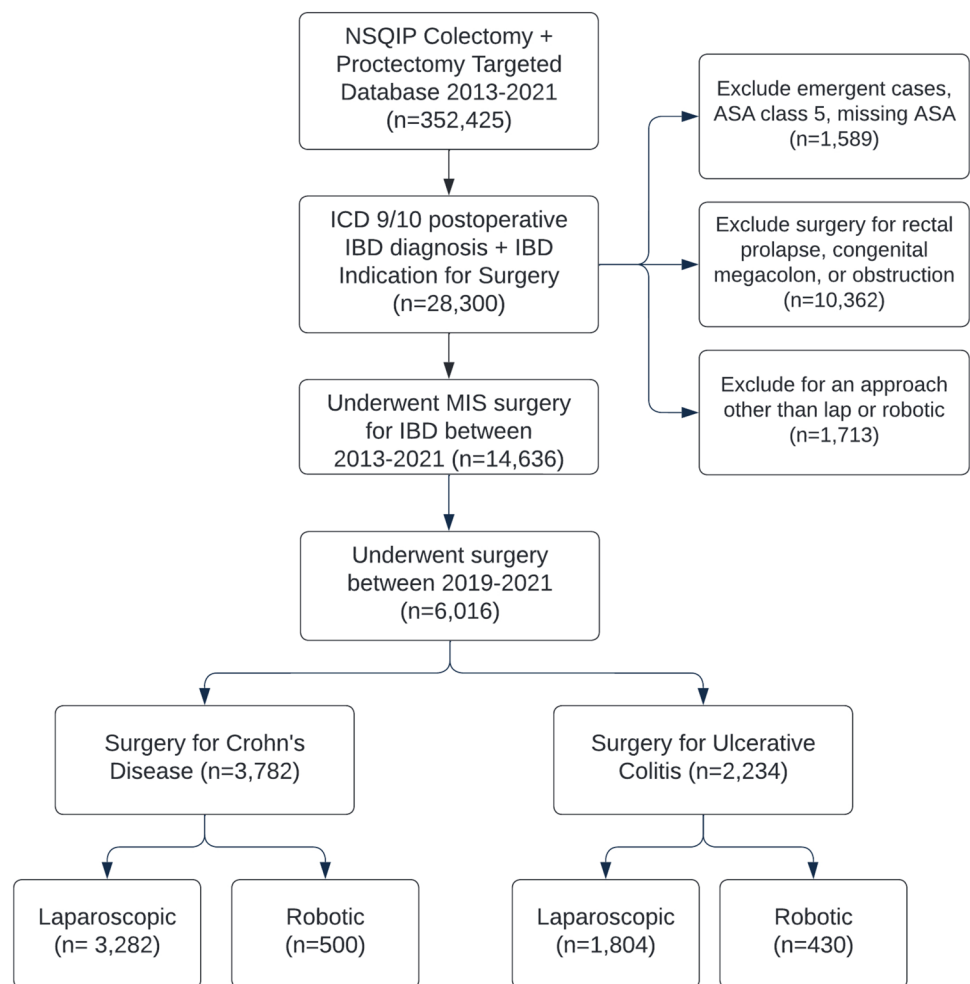 NSQIP Colectomy +
Proctectomy Targeted
Database 2013-2021
(n=352,425)
Exclude emergent cases,
ASA class 5, missing ASA
(n=1,589)
ICD 9/10 postoperative
IBD diagnosis + IBD
Indication for Surgery
(n=28,300)
Exclude surgery for rectal
prolapse, congenital
megacolon, or obstruction
(n=10,362)
Exclude for an approach
other than lap or robotic
(n=1,713)
Underwent MIS surgery
for IBD between
2013-2021 (n=14,636)
Underwent surgery
between 2019-2021
(n=6,016)
Surgery for Crohn's
Disease (n=3,782)
Surgery for Ulcerative
Colitis (n=2,234)
Laparoscopic
(n= 3,282)
Robotic
(n=500)
Laparoscopic
(n=1,804)
Robotic
(n=430)